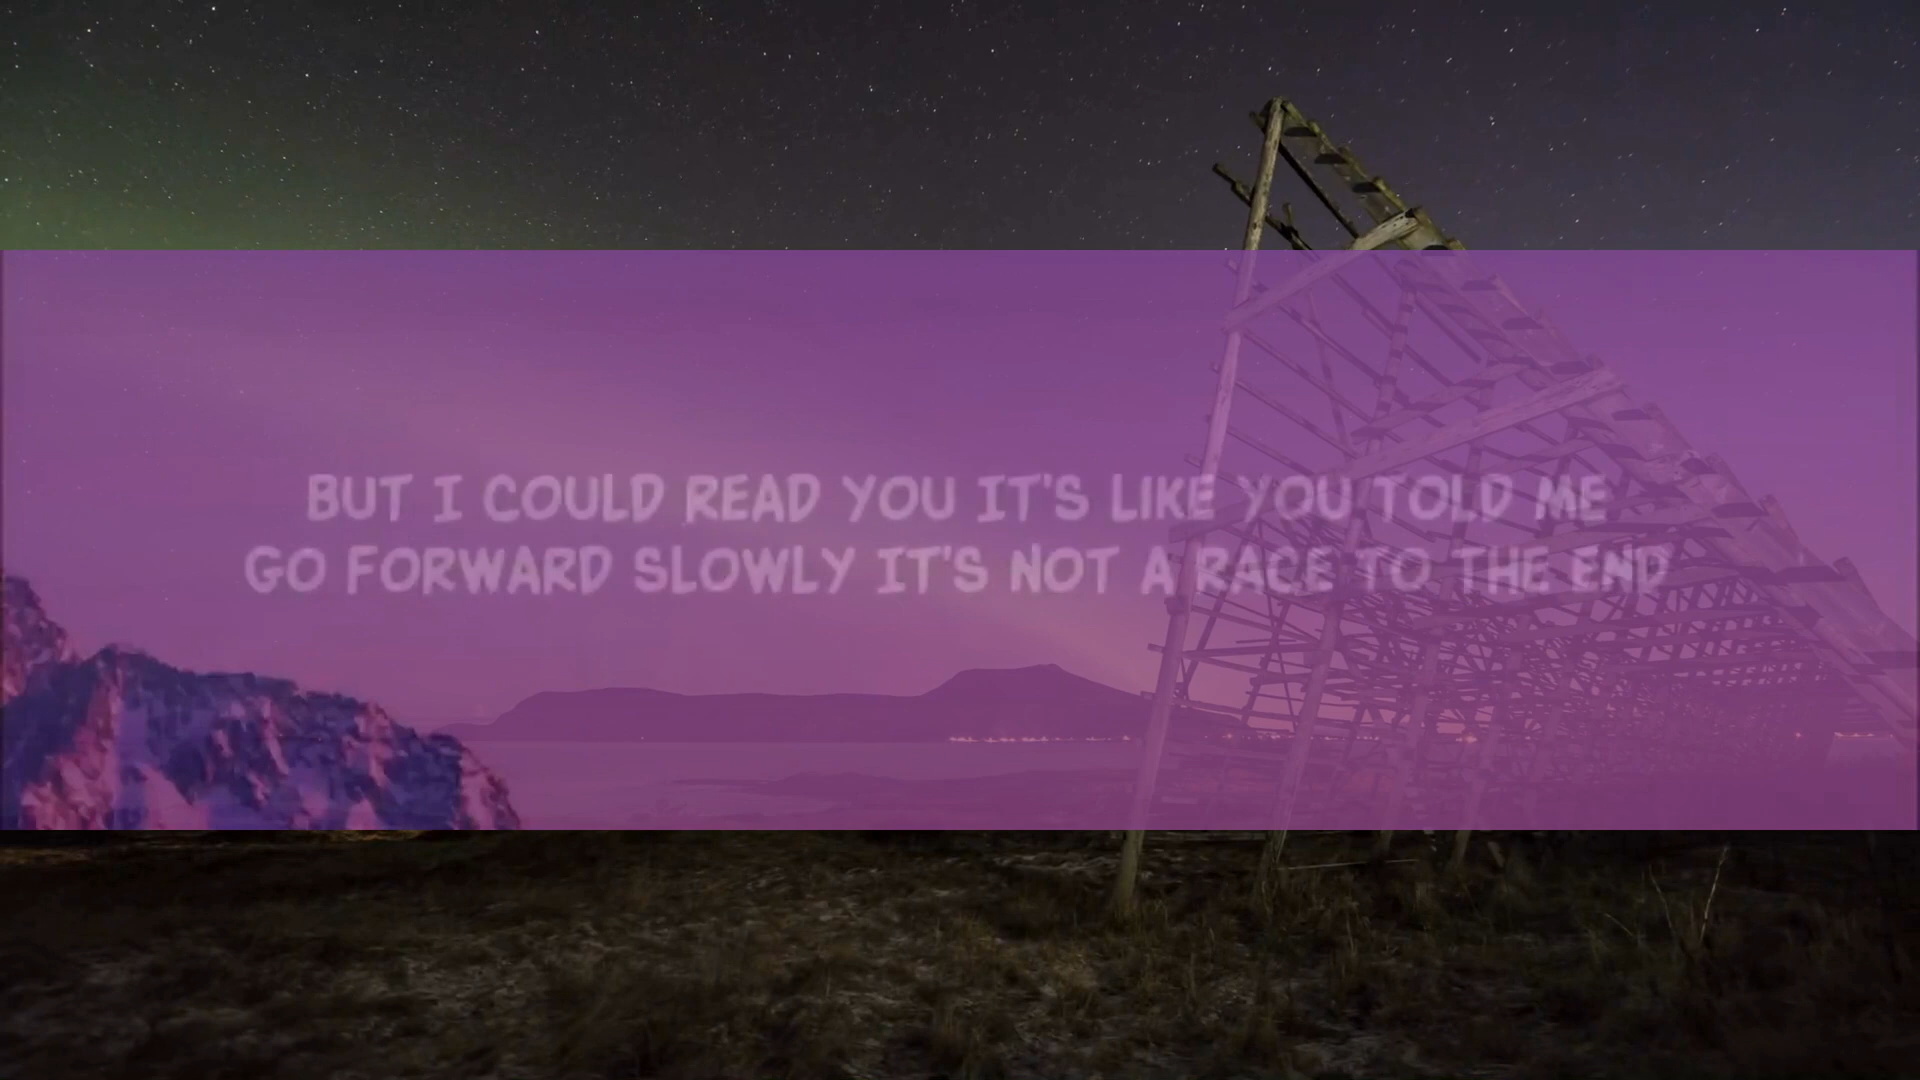 BUT I COULD READ YOU IT'S LIKE YOU TOLD ME
GO FORWARD SLOWLY IT'S NOT A RACE TO THE END